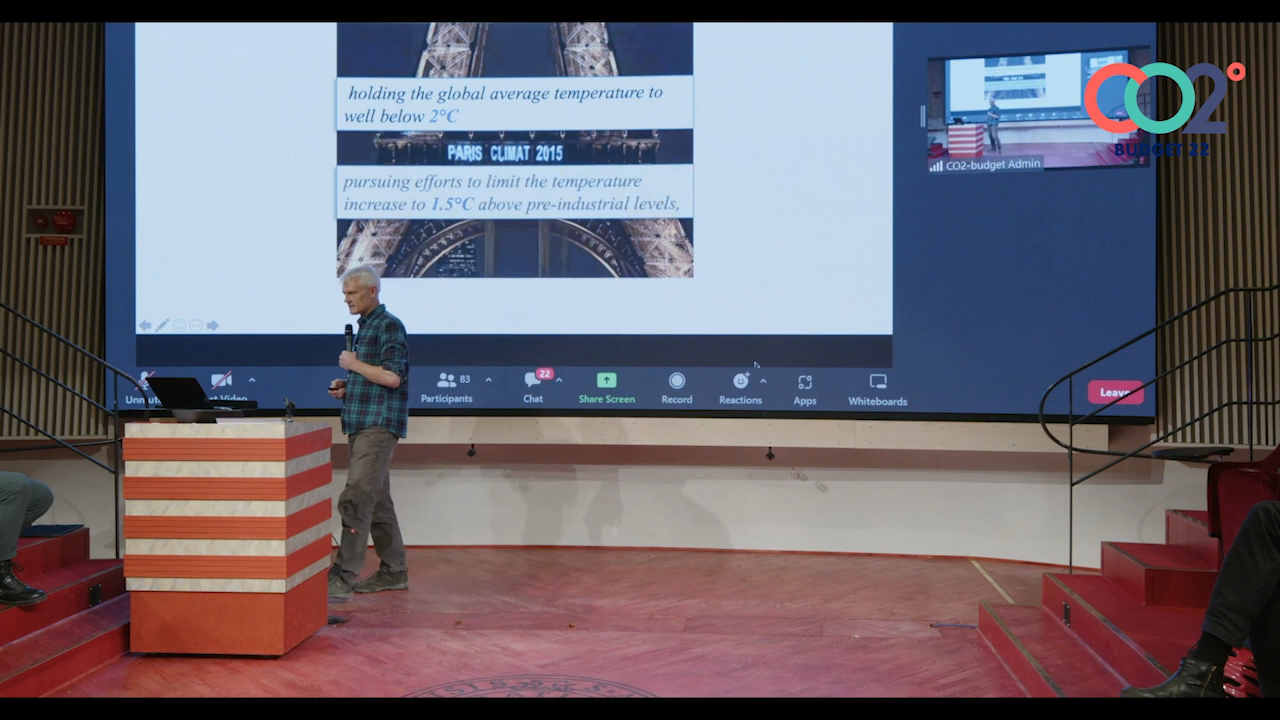 holding the global average temperature to
well below 2°C
PARIS CLIMAT 2015
pursuing efforts to limit the temperature
increase to 1.5°C above pre-industrial levels,
CO2°
BUDGET 22
CO2-budget Admin
83
22
Participants
Chat
Share Screen
Record
Reactions
Apps
Whiteboards
Leave
Video